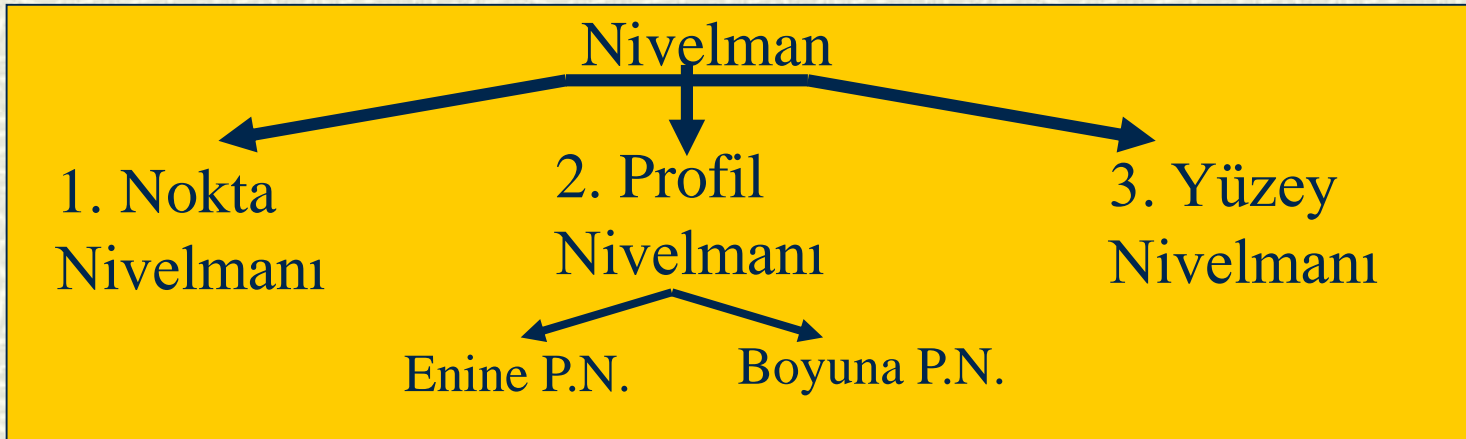 Nivelman
1. Nokta
Nivelmanı
2. Profil
Nivelmanı
3. Yüzey
Nivelmanı
Enine P.N.
Boyuna P.N.